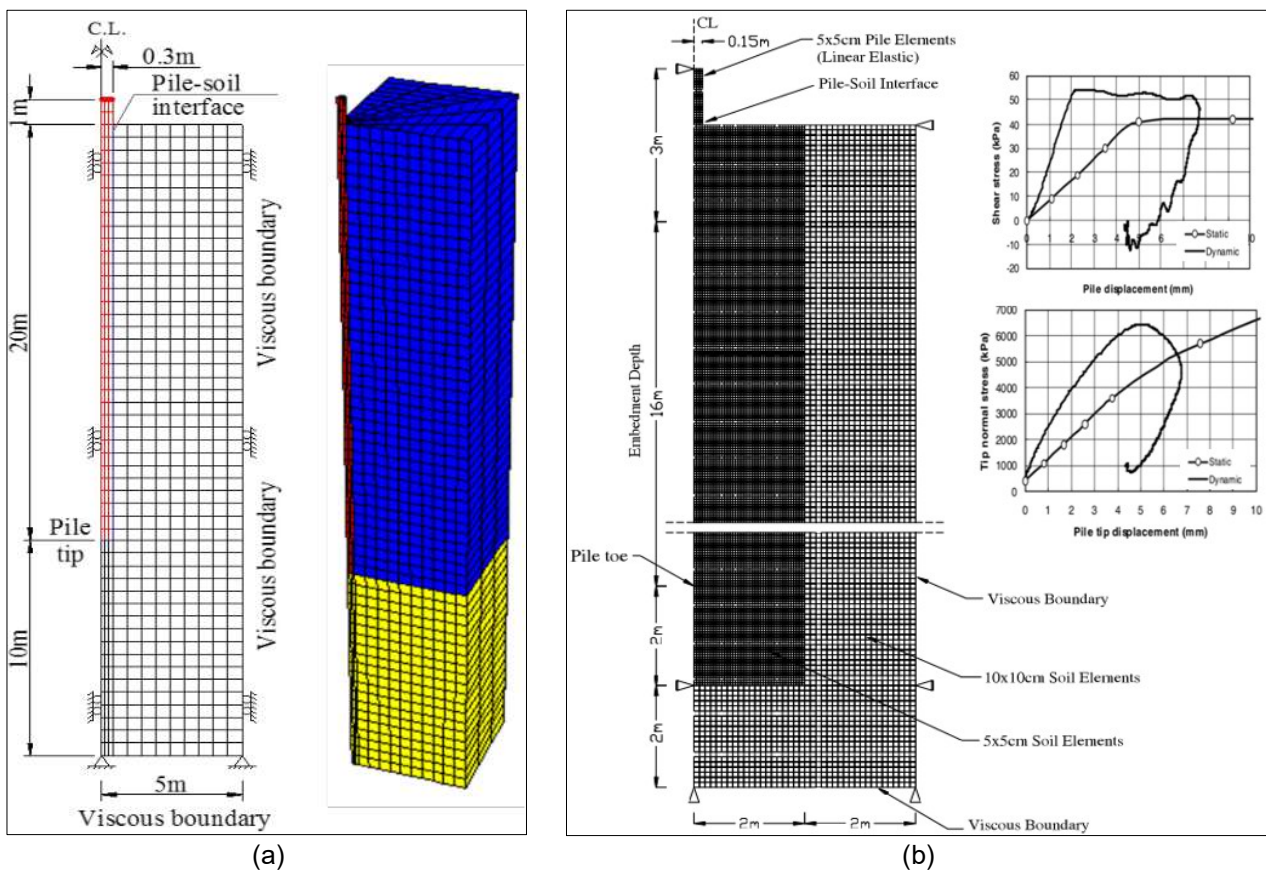 C.L.
0.3m
Pile-soil
interface
1m
20m
Viscous boundary
Pile
tip
Viscous boundary
10m
5m
Viscous boundary
(a)
CL
0.15m
5x5cm Pile Elements
(Linear Elastic)
Pile-Soil Interface
3m
Embedment Depth
16m
Pile toe
Viscous Boundary
2m
10x10cm Soil Elements
5x5cm Soil Elements
2m
2m
2m
Viscous Boundary
60
50
40
30
20
10
0
-10
-20
Shear stress (kPa)
0 1 2 3 4 5 6 0
Static
Dynamic
Pile displacement (mm)
7000
6000
5000
4000
3000
2000
1000
0
Tip normal stress (kPa)
0 1 2 3 4 5 6 7 8 9 10
Static
Dynamic
Pile tip displacement (mm)
(b)